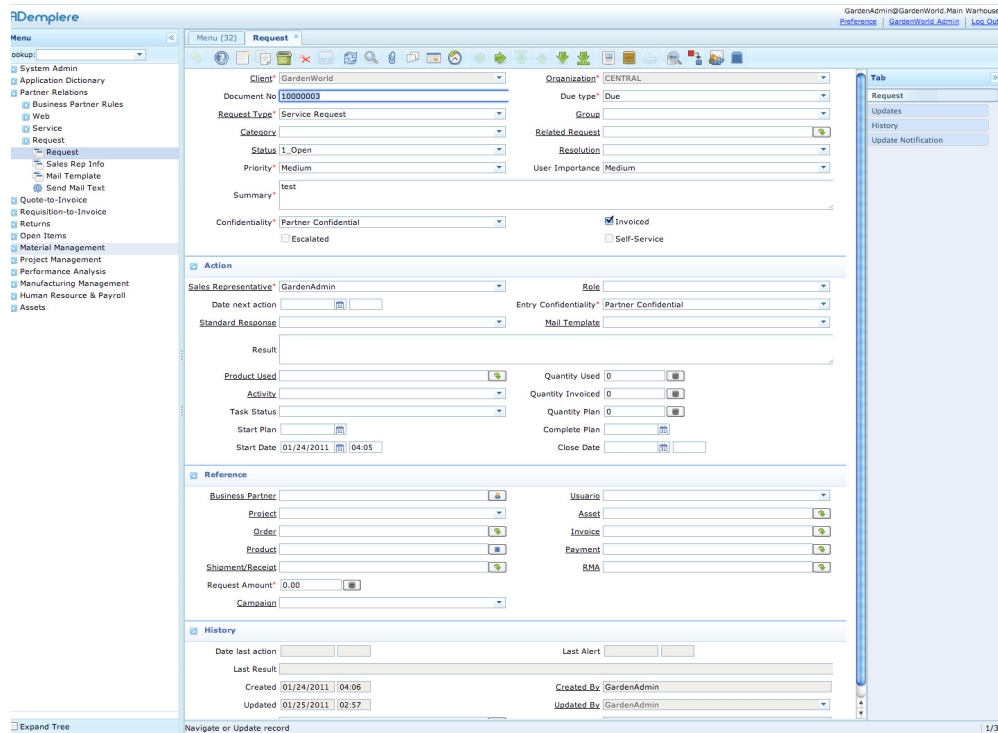 ADempiere
GardenAdmin@GardenWorld.Main Warhouse
Preference | GardenWorld Admin | Log Out
Menu
ookup:
System Admin
Application Dictionary
Partner Relations
Business Partner Rules
Web
Service
Request
Request
Sales Rep Info
Mail Template
Send Mail Text
Quote-to-Invoice
Requisition-to-Invoice
Returns
Open Items
Material Management
Project Management
Performance Analysis
Manufacturing Management
Human Resource & Payroll
Assets
Expand Tree
Menu (32) Request
Client* GardenWorld Organization* CENTRAL
Document No 10000003 Due type* Due
Request Type* Service Request Group
Category Related Request
Status 1_Open Resolution
Priority* Medium User Importance Medium
Summary* test
Confidentiality* Partner Confidential Invoiced
Escalated Self-Service
Action
Sales Representative* GardenAdmin Role
Date next action Entry Confidentiality* Partner Confidential
Standard Response Mail Template
Result
Product Used Quantity Used 0
Activity Quantity Invoiced 0
Task Status Quantity Plan 0
Start Plan Complete Plan
Start Date 01/24/2011 04:05 Close Date
Reference
Business Partner Usuario
Project Asset
Order Invoice
Product Payment
Shipment/Receipt RMA
Request Amount* 0.00
Campaign
History
Date last action Last Alert
Last Result
Created 01/24/2011 04:06 Created By GardenAdmin
Updated 01/25/2011 02:57 Updated By GardenAdmin
Navigate or Update record 1/3
Tab
Request
Updates
History
Update Notification